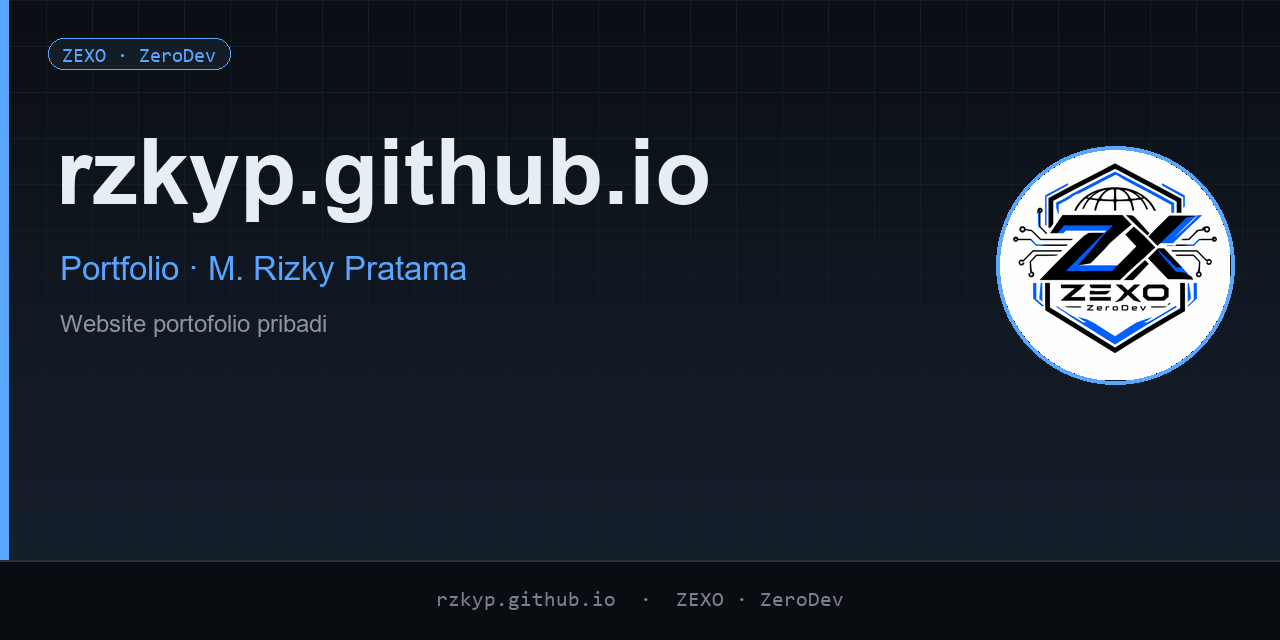 ZEXO · ZeroDev
rzkyp.github.io
Portfolio · M. Rizky Pratama
Website portofolio pribadi
ZX
ZEXO
ZeroDev
rzkyp.github.io · ZEXO · ZeroDev